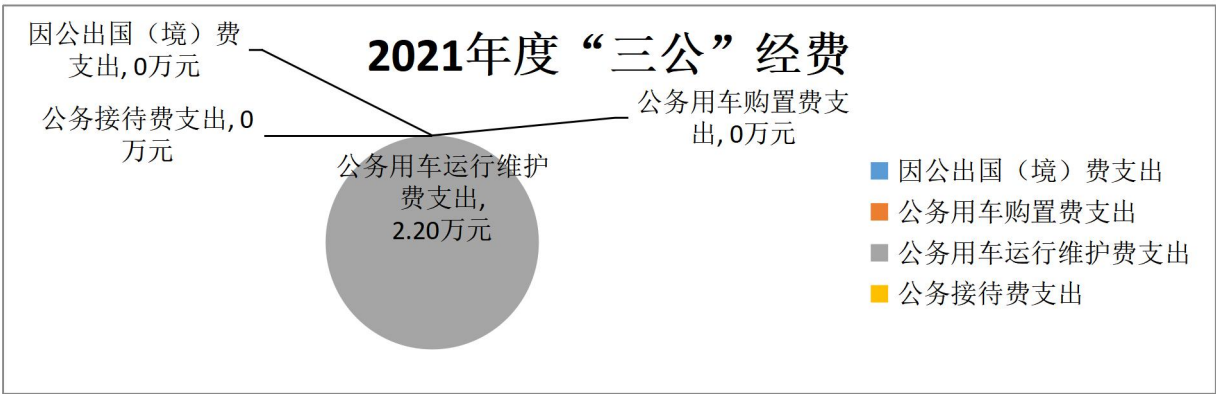 2021年度“三公”经费
因公出国（境）费
支出, 0万元
公务接待费支出, 0
万元
公务用车购置费支
出, 0万元
公务用车运行维护
费支出,
2.20万元
因公出国（境）费支出
公务用车购置费支出
公务用车运行维护费支出
公务接待费支出